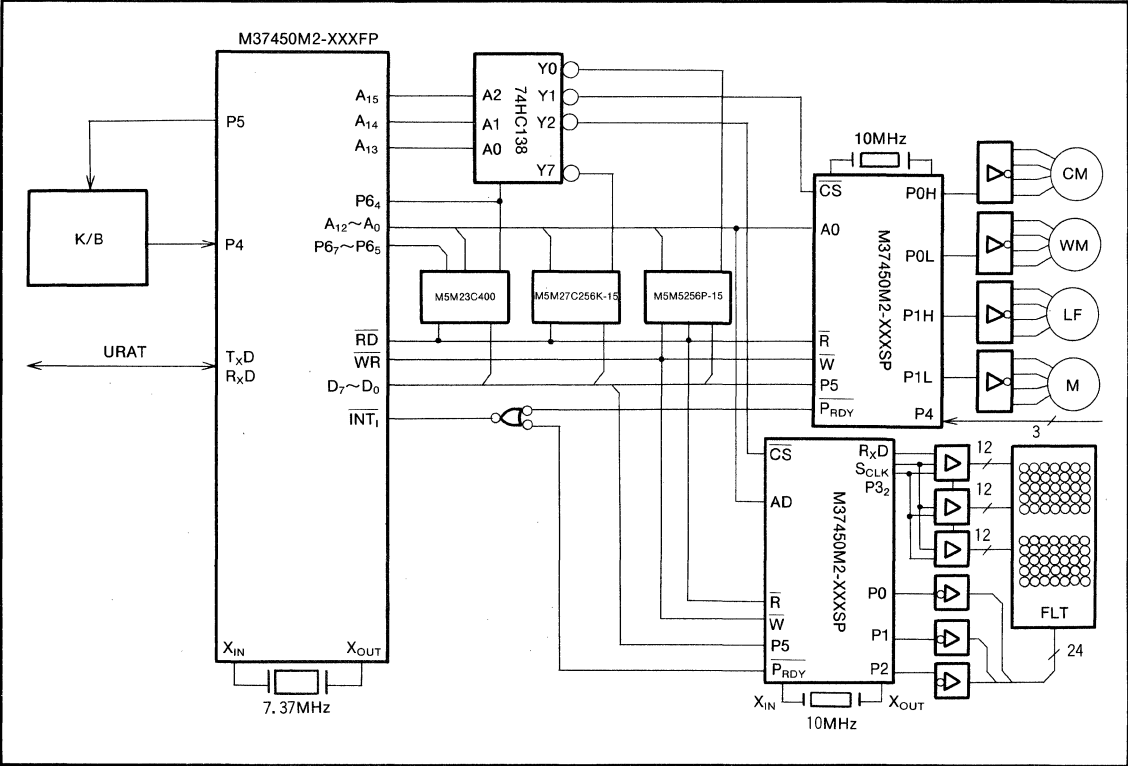 M37450M2-XXXFP
P5
K/B
P4
URAT
TxD
RxD
A15
A14
A13
P64
A12～A0
P67～P65
RD
WR
D7～D0
INT1
XIN
XOUT
7.37MHz
A2
A1
A0
74HC138
Y0
Y1
Y2
Y7
M5M23C400
M5M27C256K-15
M5M5256P-15
10MHz
CS
A0
R
W
P5
PRDY
M37450M2-XXXSP
P0H
P0L
P1H
P1L
P4
3
CM
WM
LF
M
CS
AD
R
W
P5
PRDY
M37450M2-XXXSP
RxD
SCLK
P32
P0
P1
P2
XIN
XOUT
10MHz
12
12
12
FLT
24